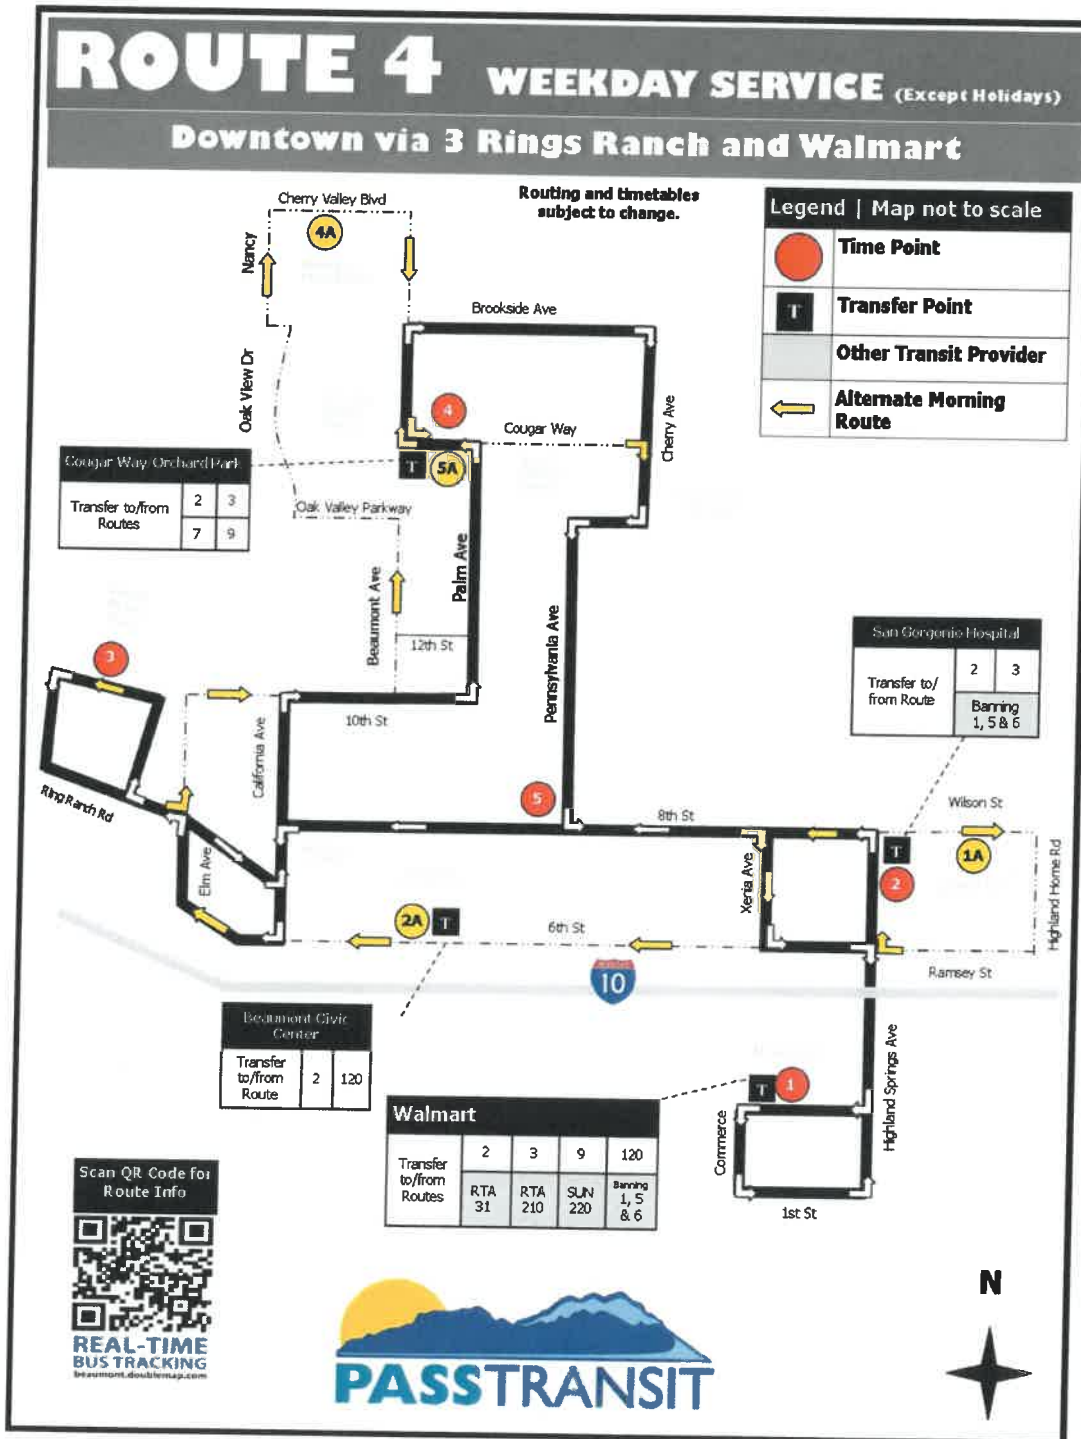 ROUTE 4 WEEKDAY SERVICE (Except Holidays)
Downtown via 3 Rings Ranch and Walmart
Routing and timetables
subject to change.
Legend | Map not to scale
Time Point
T Transfer Point
Other Transit Provider
Alternate Morning
Route
Cherry Valley Blvd
4A
Nancy
Brookside Ave
Oak View Dr
4
Cougar Way
Cherry Ave
Cougar Way/Orchard Park
Transfer to/from
Routes
2 3
7 9
T
5A
Oak Valley Parkway
Beaumont Ave
Palm Ave
12th St
Pennsylvania Ave
San Gorgonio Hospital
Transfer to/
from Route
2 3
Banning
1, 5 & 6
3
10th St
California Ave
Ring Ranch Rd
5
8th St
Wilson St
T
1A
2
Elm Ave
Xenia Ave
Highland Home Rd
2A
T
6th St
Ramsey St
10
Beaumont Civic
Center
Transfer
to/from
Route
2 120
Highland Springs Ave
T
1
Walmart
Transfer
to/from
Routes
2 3 9 120
RTA
31
RTA
210
SUN
220
Banning
1, 5
& 6
Commerce
1st St
Scan QR Code for
Route Info
REAL-TIME
BUS TRACKING
beaumont.doublemap.com
PASSTRANSIT
N